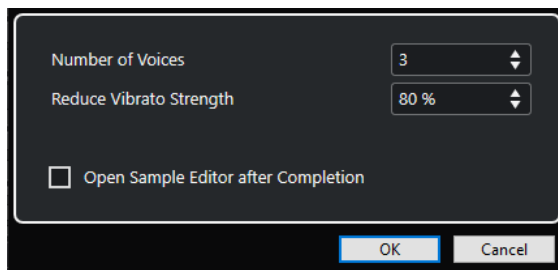 Number of Voices 3
Reduce Vibrato Strength 80 %
Open Sample Editor after Completion
OK Cancel